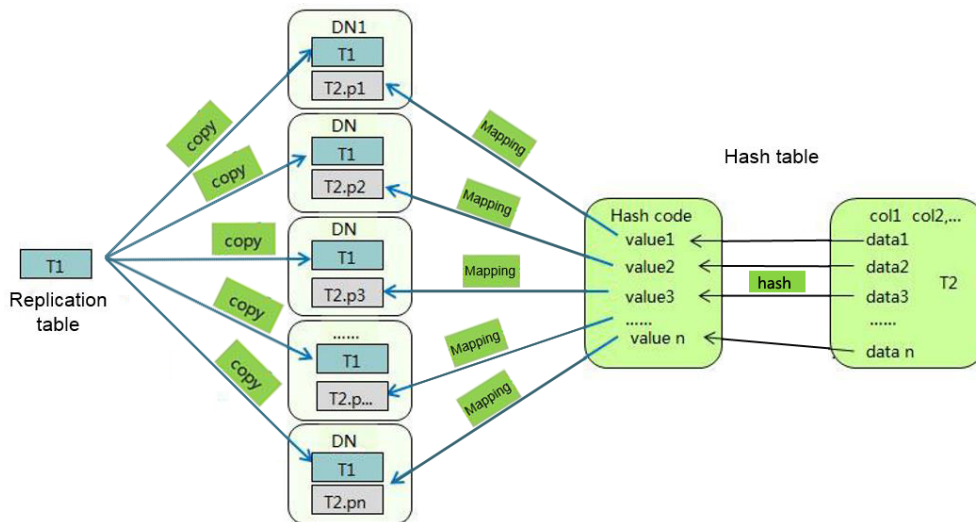 DN1
T1
T2.p1
DN
T1
T2.p2
DN
T1
T2.p3
......
T1
T2.p...
DN
T1
T2.pn
copy
copy
copy
copy
copy
T1
Replication
table
Mapping
Mapping
Mapping
Mapping
Mapping
Hash table
Hash code
value1
value2
value3
......
value n
hash
col1 col2,...
data1
data2
T2
data3
......
data n